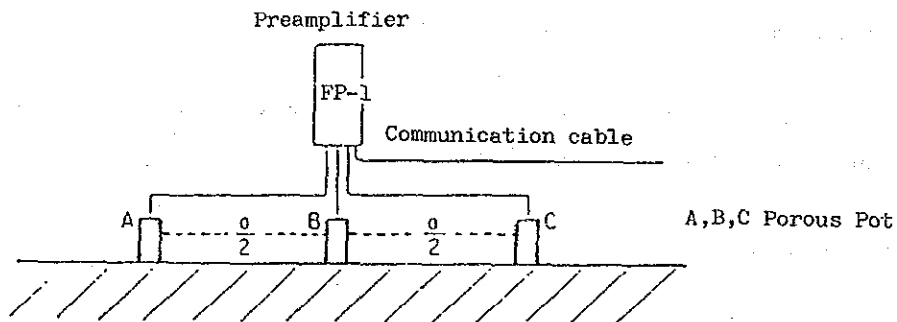 Preamplifier
FP-1
Communication cable
A a/2 B a/2 C
A,B,C Porous Pot